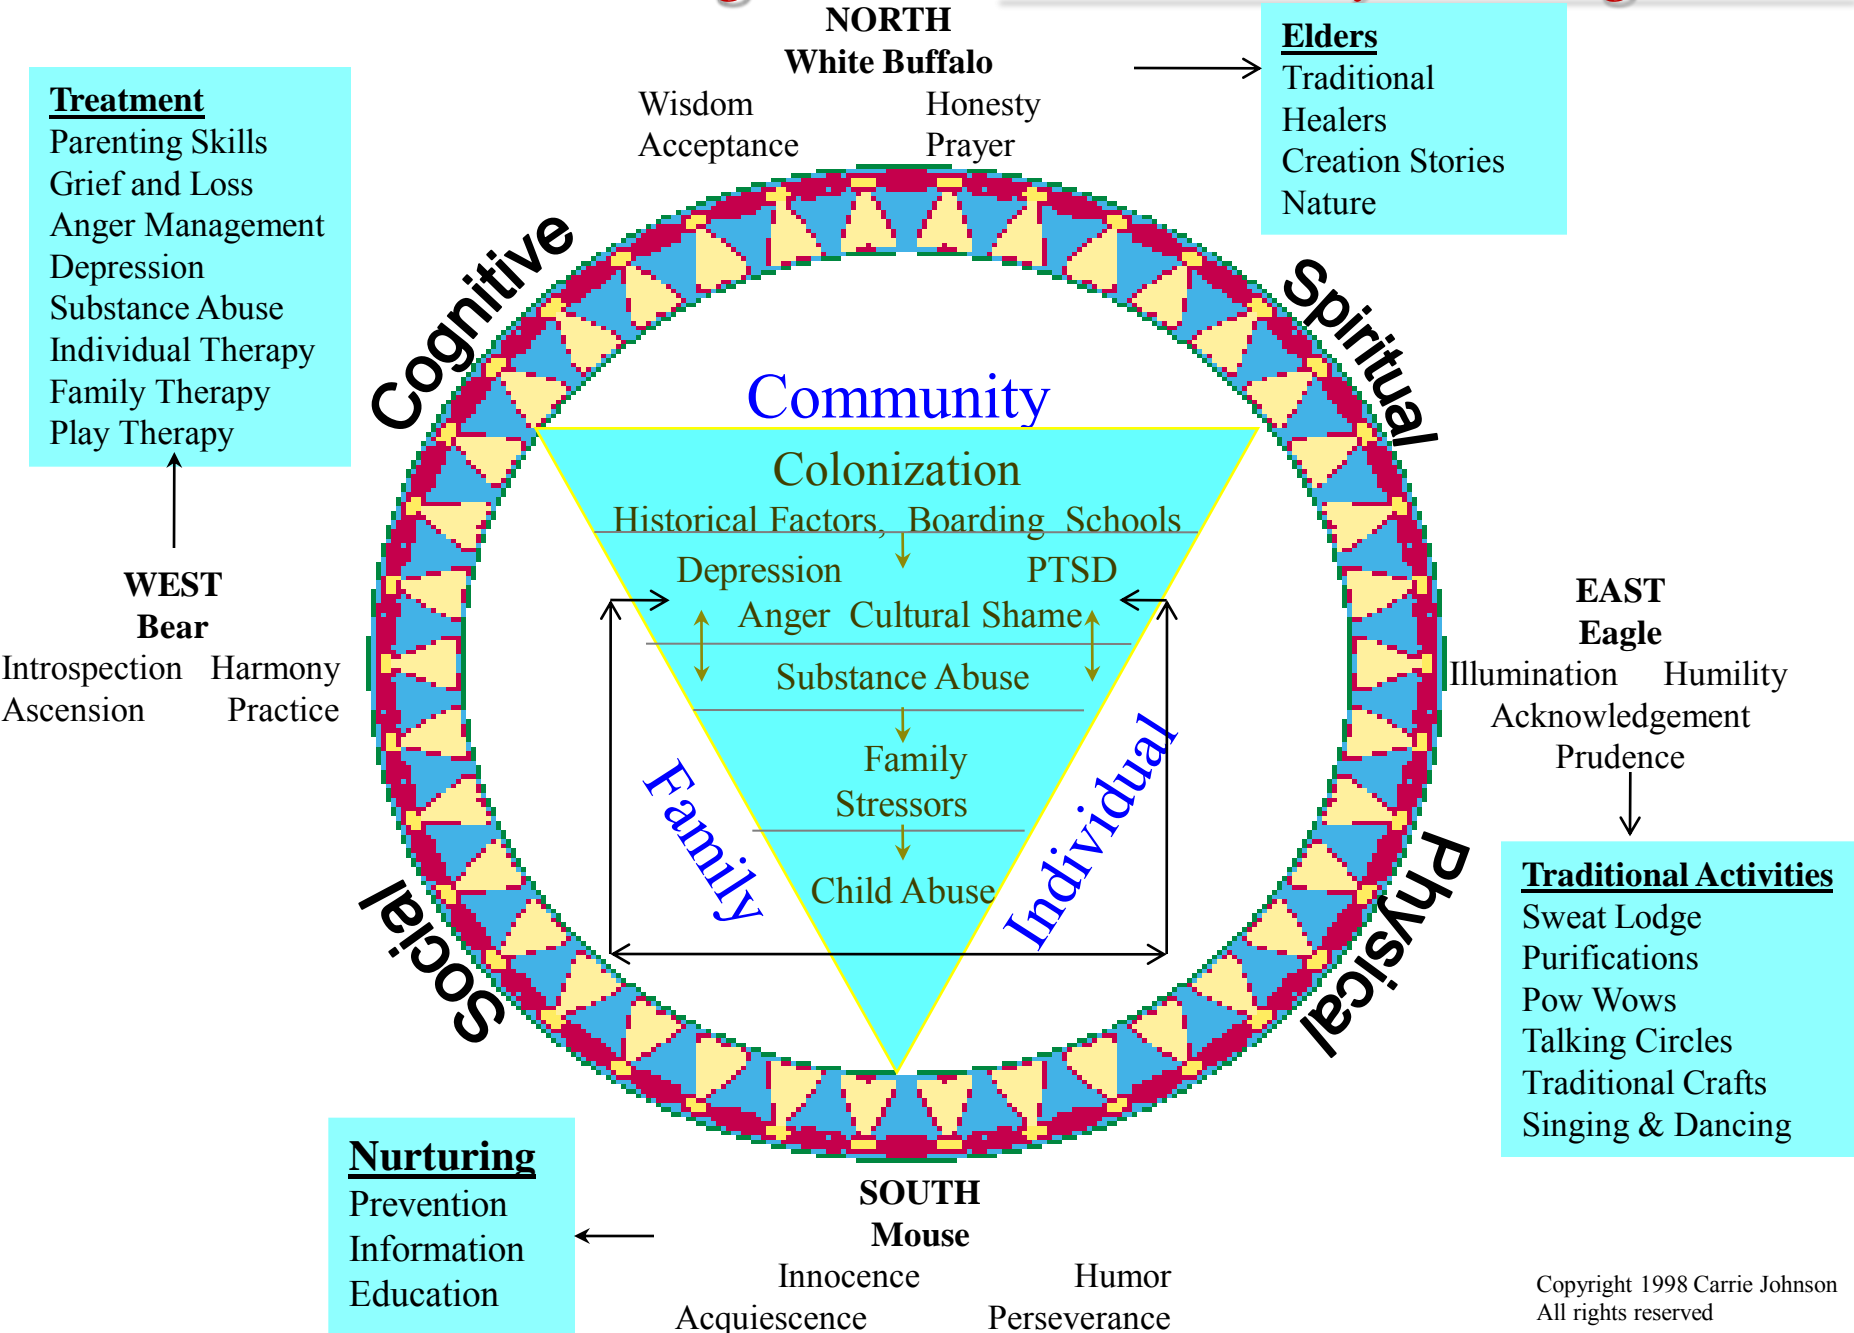 NORTH
White Buffalo
Wisdom Honesty
Acceptance Prayer
Elders
Traditional
Healers
Creation Stories
Nature
Treatment
Parenting Skills
Grief and Loss
Anger Management
Depression
Substance Abuse
Individual Therapy
Family Therapy
Play Therapy
Cognitive
Spiritual
Community
Colonization
Historical Factors, Boarding Schools
Depression PTSD
Anger Cultural Shame
Substance Abuse
Family
Stressors
Child Abuse
Family
Individual
WEST
Bear
Introspection Harmony
Ascension Practice
EAST
Eagle
Illumination Humility
Acknowledgement
Prudence
Social
Physical
Traditional Activities
Sweat Lodge
Purifications
Pow Wows
Talking Circles
Traditional Crafts
Singing & Dancing
Nurturing
Prevention
Information
Education
SOUTH
Mouse
Innocence Humor
Acquiescence Perseverance
Copyright 1998 Carrie Johnson
All rights reserved